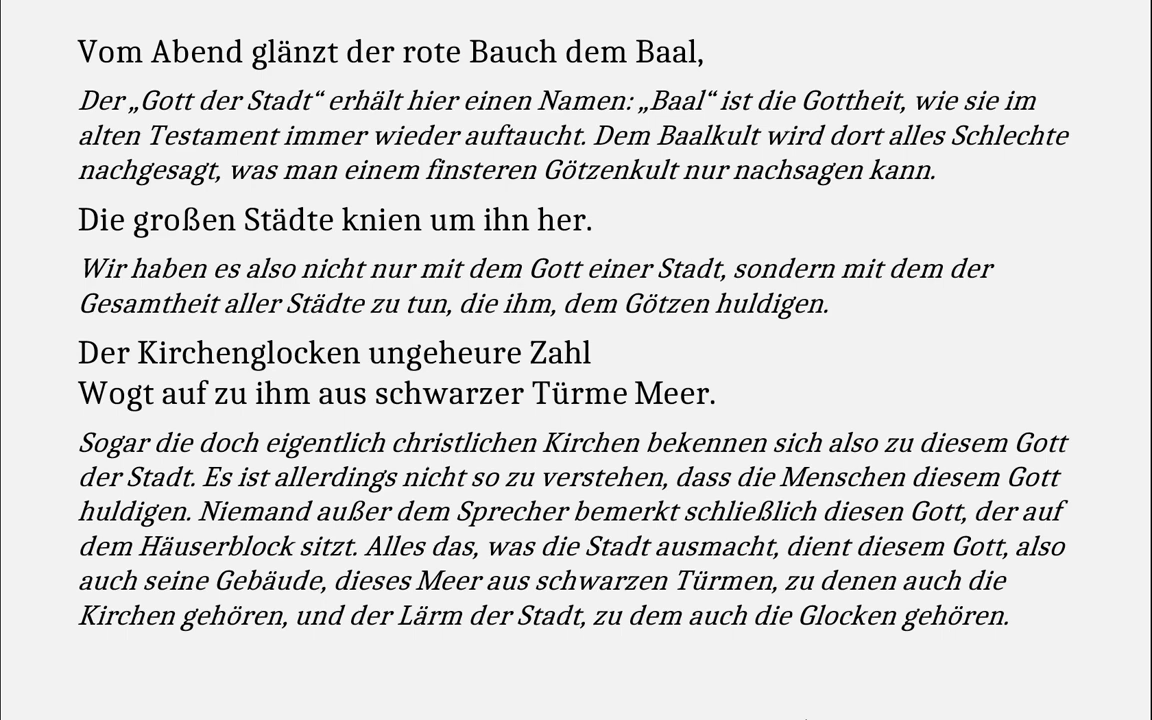 Vom Abend glänzt der rote Bauch dem Baal,
Der „Gott der Stadt“ erhält hier einen Namen: „Baal“ ist die Gottheit, wie sie im
alten Testament immer wieder auftaucht. Dem Baalkult wird dort alles Schlechte
nachgesagt, was man einem finsteren Götzenkult nur nachsagen kann.
Die großen Städte knien um ihn her.
Wir haben es also nicht nur mit dem Gott einer Stadt, sondern mit dem der
Gesamtheit aller Städte zu tun, die ihm, dem Götzen huldigen.
Der Kirchenglocken ungeheure Zahl
Wogt auf zu ihm aus schwarzer Türme Meer.
Sogar die doch eigentlich christlichen Kirchen bekennen sich also zu diesem Gott
der Stadt. Es ist allerdings nicht so zu verstehen, dass die Menschen diesem Gott
huldigen. Niemand außer dem Sprecher bemerkt schließlich diesen Gott, der auf
dem Häuserblock sitzt. Alles das, was die Stadt ausmacht, dient diesem Gott, also
auch seine Gebäude, dieses Meer aus schwarzen Türmen, zu denen auch die
Kirchen gehören, und der Lärm der Stadt, zu dem auch die Glocken gehören.